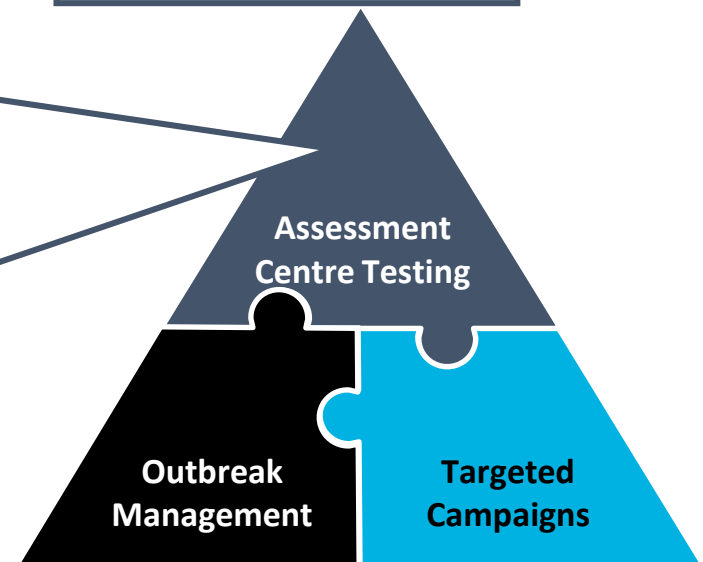 Assessment
Centre Testing
Outbreak
Management
Targeted
Campaigns